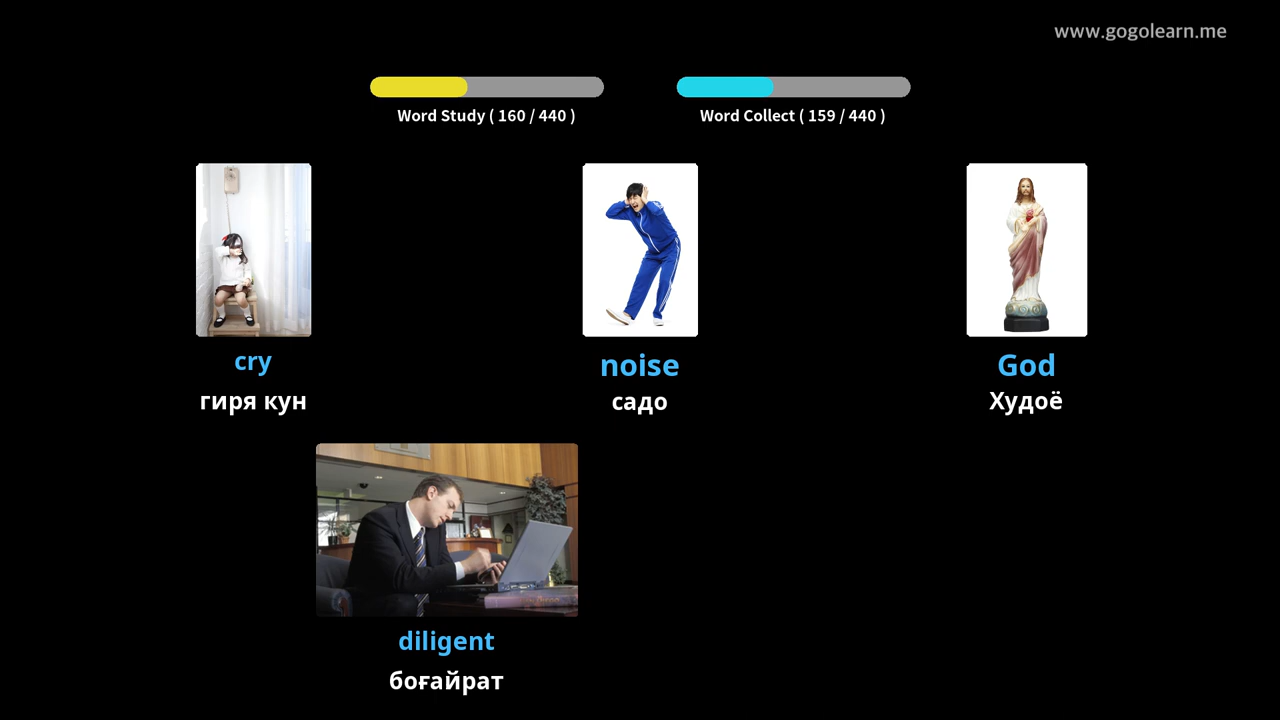 www.gogolearn.me
Word Study ( 160 / 440 )
Word Collect ( 159 / 440 )
cry
noise
God
гиря кун
садо
Худоё
diligent
боғайрат